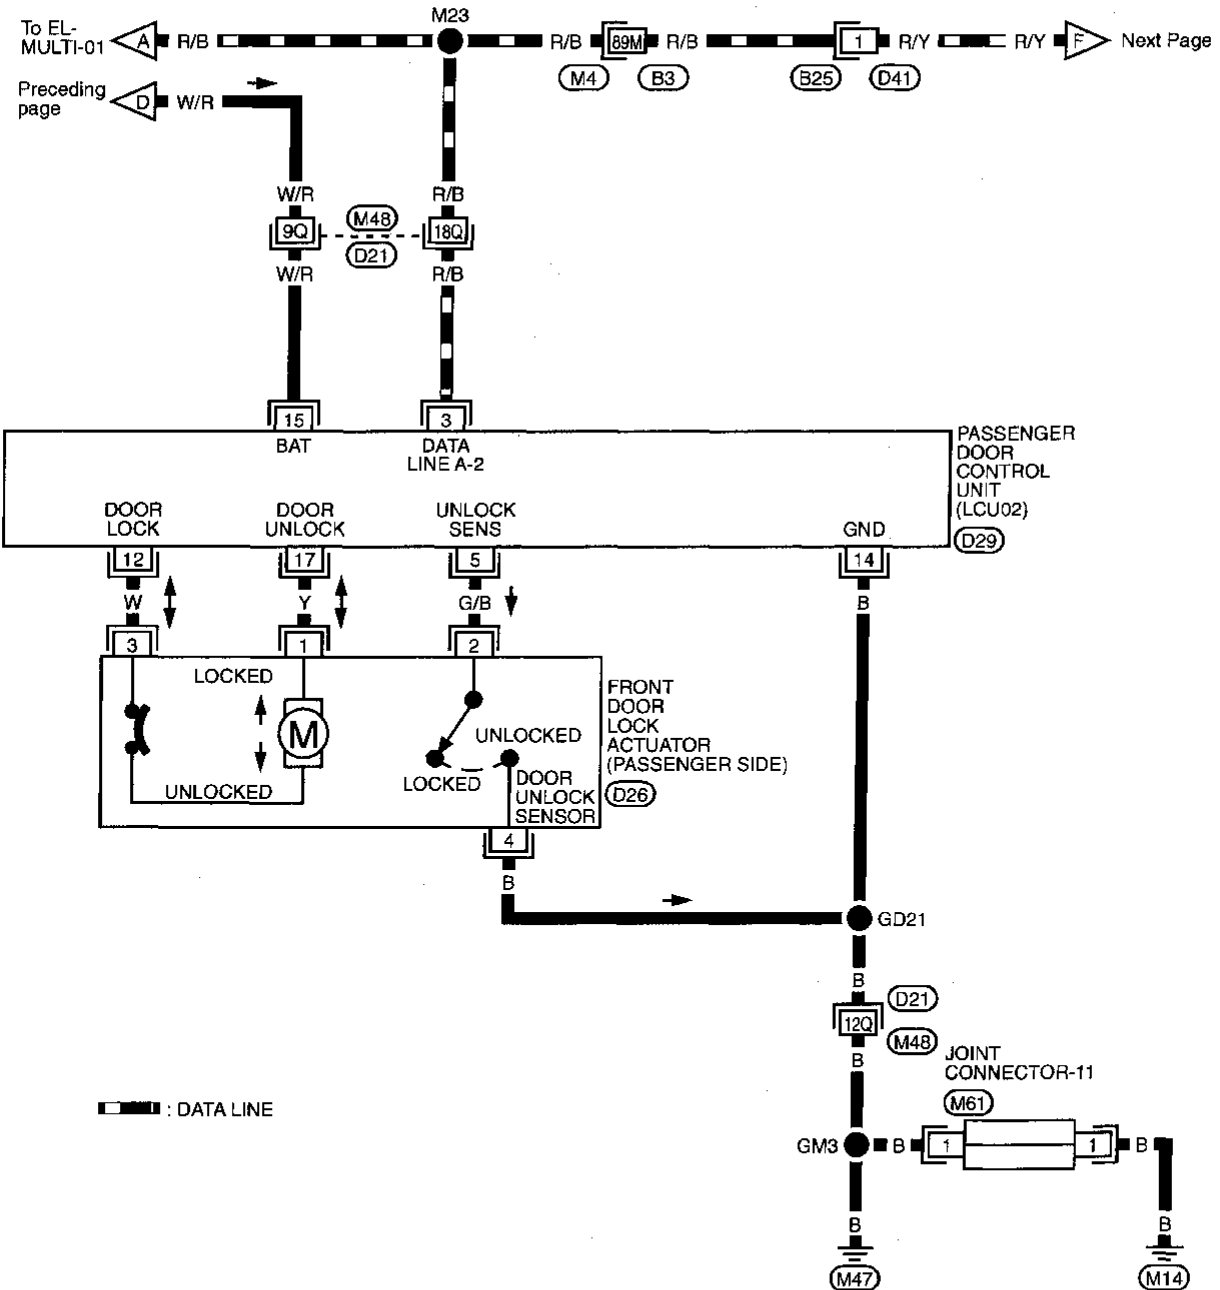 M23
To EL-
MULTI-01
A R/B R/B 89M R/B 1 R/Y R/Y F Next Page
M4 B3 B25 D41
Preceding
page
D W/R
W/R R/B
9Q M48 18Q
D21
W/R R/B
15 3
BAT DATA
LINE A-2
PASSENGER
DOOR
CONTROL
UNIT
(LCU02)
D29
DOOR
LOCK
DOOR
UNLOCK
UNLOCK
SENS
GND
12 17 5 14
W Y G/B B
3 1 2
LOCKED
M
UNLOCKED
UNLOCKED
LOCKED
DOOR
UNLOCK
SENSOR
FRONT
DOOR
LOCK
ACTUATOR
(PASSENGER SIDE)
D26
4
B
GD21
B
D21
12Q
M48
B
JOINT
CONNECTOR-11
M61
: DATA LINE
GM3 B 1 1 B
B B
M47 M14